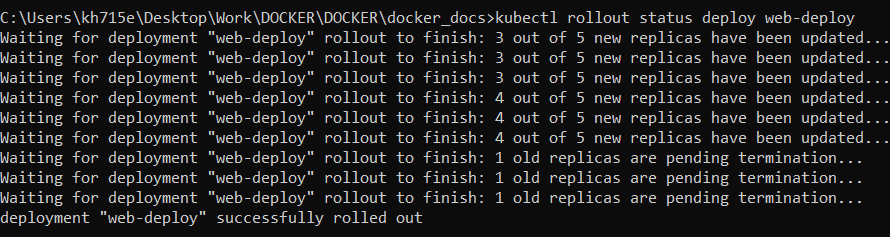 C:\Users\kh715e\Desktop\Work\DOCKER\DOCKER\docker_docs>kubectl rollout status deploy web-deploy
Waiting for deployment "web-deploy" rollout to finish: 3 out of 5 new replicas have been updated...
Waiting for deployment "web-deploy" rollout to finish: 3 out of 5 new replicas have been updated...
Waiting for deployment "web-deploy" rollout to finish: 3 out of 5 new replicas have been updated...
Waiting for deployment "web-deploy" rollout to finish: 4 out of 5 new replicas have been updated...
Waiting for deployment "web-deploy" rollout to finish: 4 out of 5 new replicas have been updated...
Waiting for deployment "web-deploy" rollout to finish: 4 out of 5 new replicas have been updated...
Waiting for deployment "web-deploy" rollout to finish: 1 old replicas are pending termination...
Waiting for deployment "web-deploy" rollout to finish: 1 old replicas are pending termination...
Waiting for deployment "web-deploy" rollout to finish: 1 old replicas are pending termination...
deployment "web-deploy" successfully rolled out